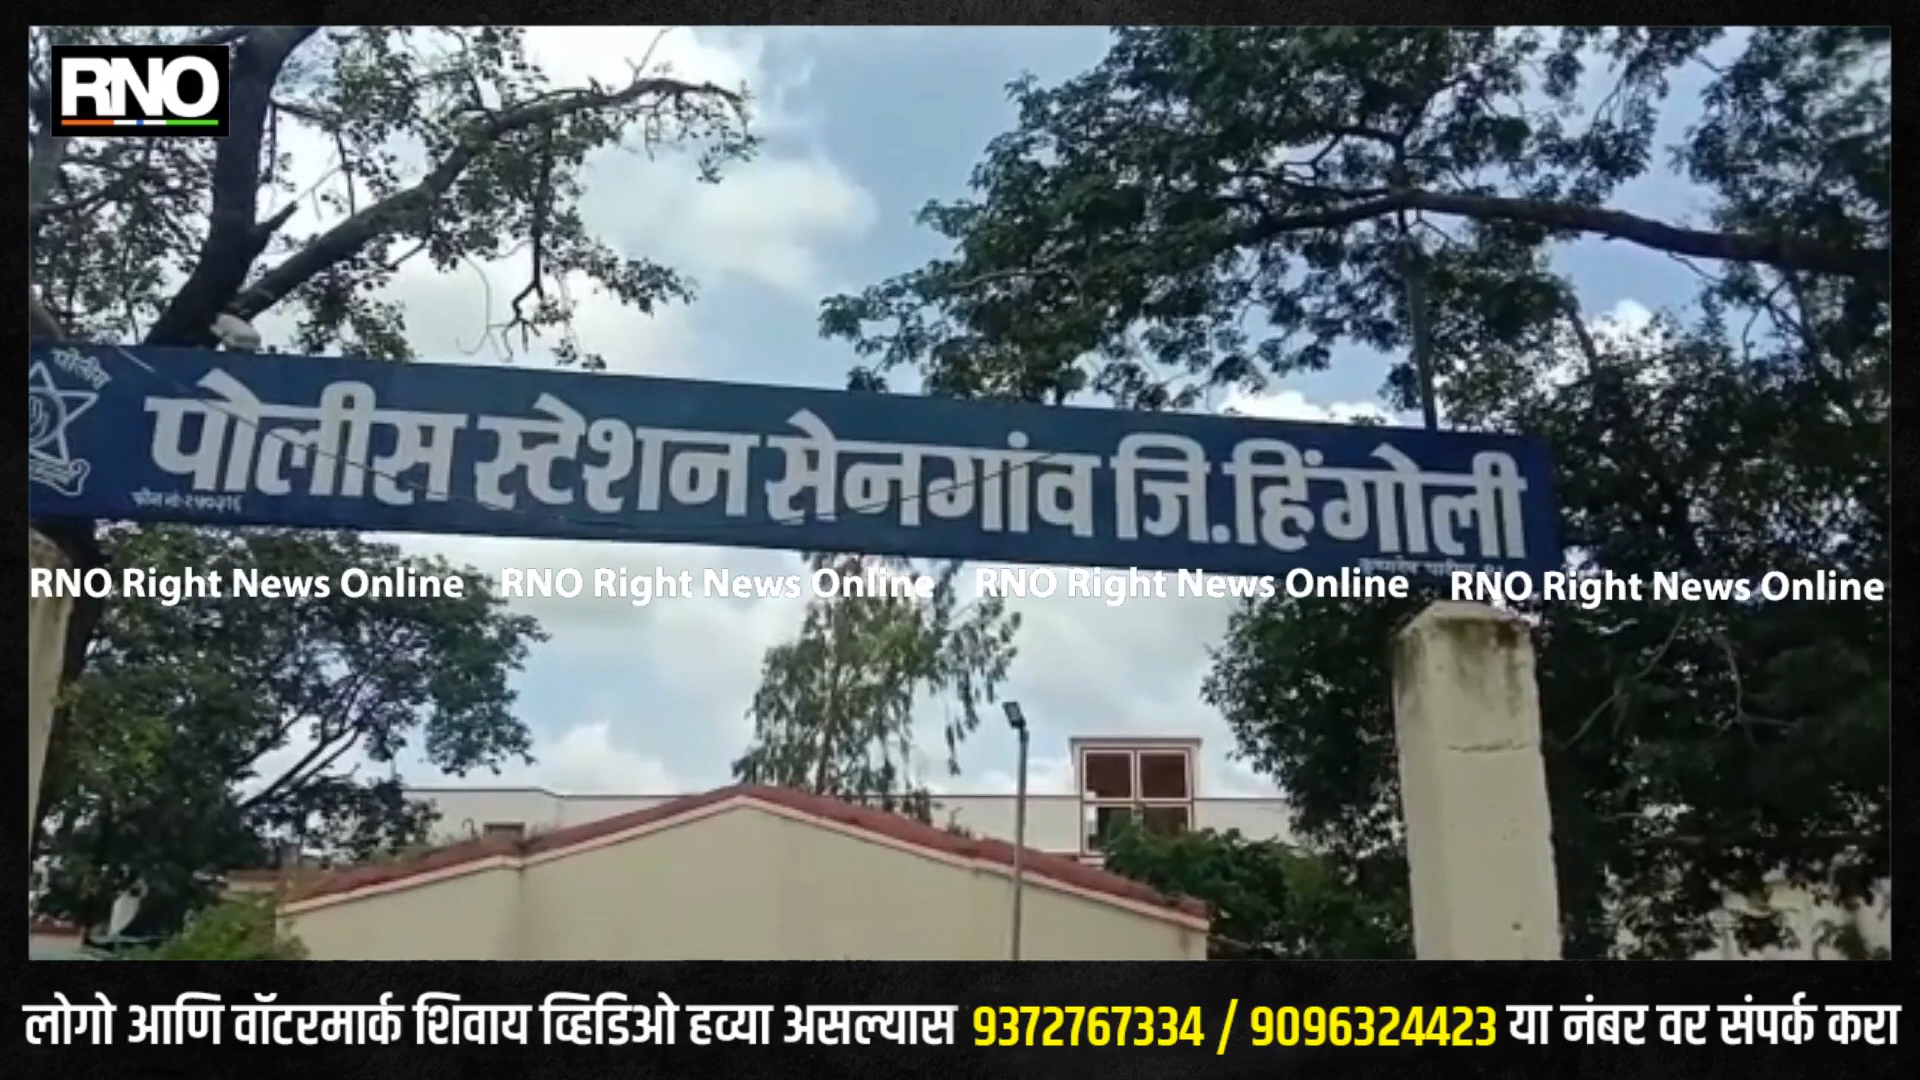 RNO
पोलीस
पोलीस स्टेशन सेनगांव जि.हिंगोली
फोन नं.
RNO Right News Online RNO Right News Online RNO Right News Online RNO Right News Online
लोगो आणि वॉटरमार्क शिवाय व्हिडिओ हव्या असल्यास 9372767334 / 9096324423 या नंबर वर संपर्क करा